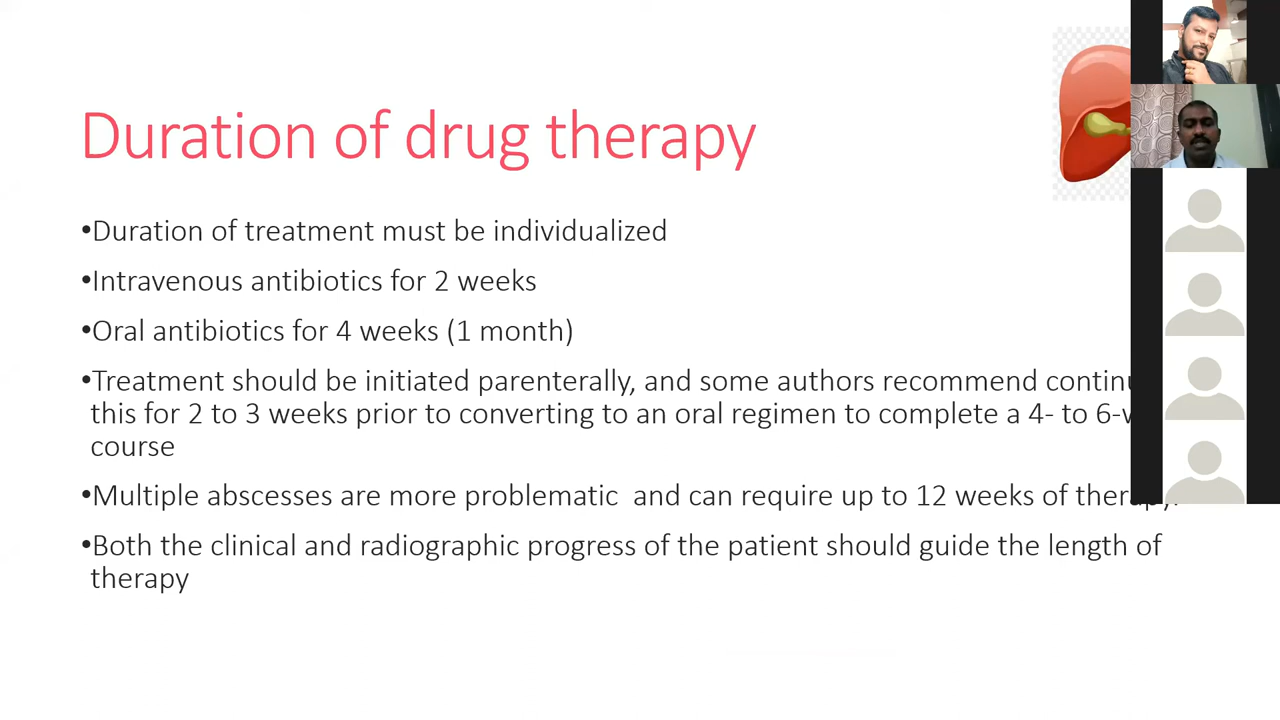 Duration of drug therapy
•Duration of treatment must be individualized
•Intravenous antibiotics for 2 weeks
•Oral antibiotics for 4 weeks (1 month)
•Treatment should be initiated parenterally, and some authors recommend
this for 2 to 3 weeks prior to converting to an oral regimen to complete a 4- to
course
•Multiple abscesses are more problematic and can require up to 12 weeks of therapy.
•Both the clinical and radiographic progress of the patient should guide the length of
therapy